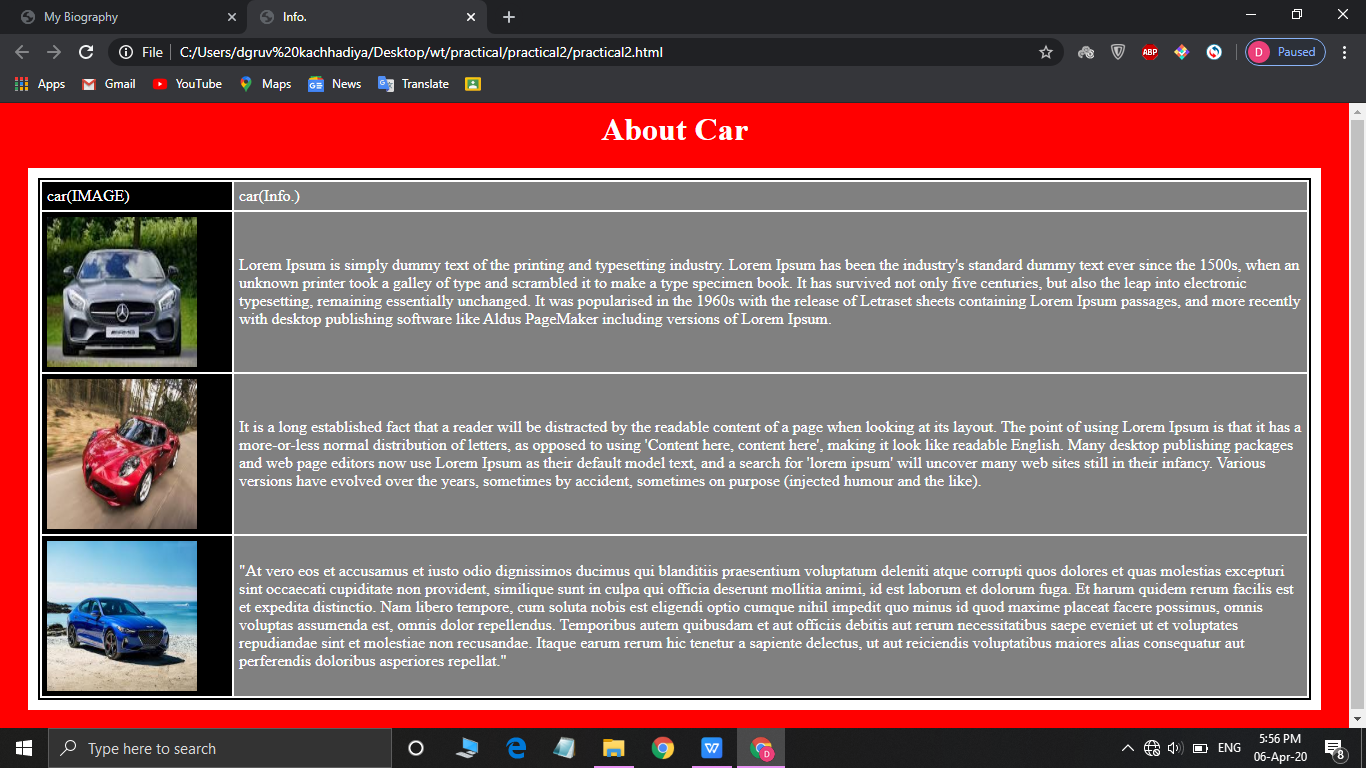 My Biography
Info.
File
C:/Users/dgruv%20kachhadiya/Desktop/wt/practical/practical2/practical2.html
ABP
D
Paused
Apps
Gmail
YouTube
Maps
News
Translate
About Car
car(IMAGE)
car(Info.)
Lorem Ipsum is simply dummy text of the printing and typesetting industry. Lorem Ipsum has been the industry's standard dummy text ever since the 1500s, when an
unknown printer took a galley of type and scrambled it to make a type specimen book. It has survived not only five centuries, but also the leap into electronic
typesetting, remaining essentially unchanged. It was popularised in the 1960s with the release of Letraset sheets containing Lorem Ipsum passages, and more recently
with desktop publishing software like Aldus PageMaker including versions of Lorem Ipsum.
It is a long established fact that a reader will be distracted by the readable content of a page when looking at its layout. The point of using Lorem Ipsum is that it has a
more-or-less normal distribution of letters, as opposed to using 'Content here, content here', making it look like readable English. Many desktop publishing packages
and web page editors now use Lorem Ipsum as their default model text, and a search for 'lorem ipsum' will uncover many web sites still in their infancy. Various
versions have evolved over the years, sometimes by accident, sometimes on purpose (injected humour and the like).
"At vero eos et accusamus et iusto odio dignissimos ducimus qui blanditiis praesentium voluptatum deleniti atque corrupti quos dolores et quas molestias excepturi
sint occaecati cupiditate non provident, similique sunt in culpa qui officia deserunt mollitia animi, id est laborum et dolorum fuga. Et harum quidem rerum facilis est
et expedita distinctio. Nam libero tempore, cum soluta nobis est eligendi optio cumque nihil impedit quo minus id quod maxime placeat facere possimus, omnis
voluptas assumenda est, omnis dolor repellendus. Temporibus autem quibusdam et aut officiis debitis aut rerum necessitatibus saepe eveniet ut et voluptates
repudiandae sint et molestiae non recusandae. Itaque earum rerum hic tenetur a sapiente delectus, ut aut reiciendis voluptatibus maiores alias consequatur aut
perferendis doloribus asperiores repellat."
Type here to search
W
D
ENG
5:56 PM
06-Apr-20
8